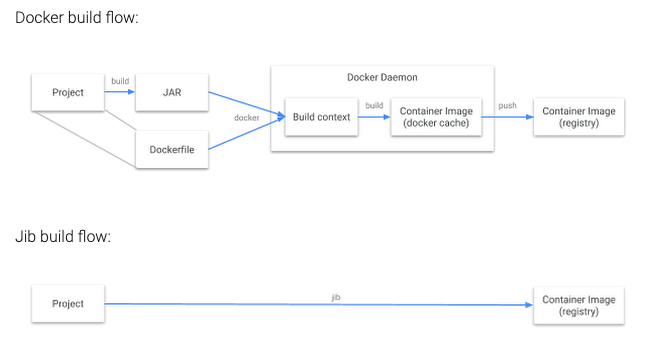 Docker build flow:
Docker Daemon
Project
build
JAR
docker
Dockerfile
Build context
build
Container Image
(docker cache)
push
Container Image
(registry)
Jib build flow:
Project
jib
Container Image
(registry)